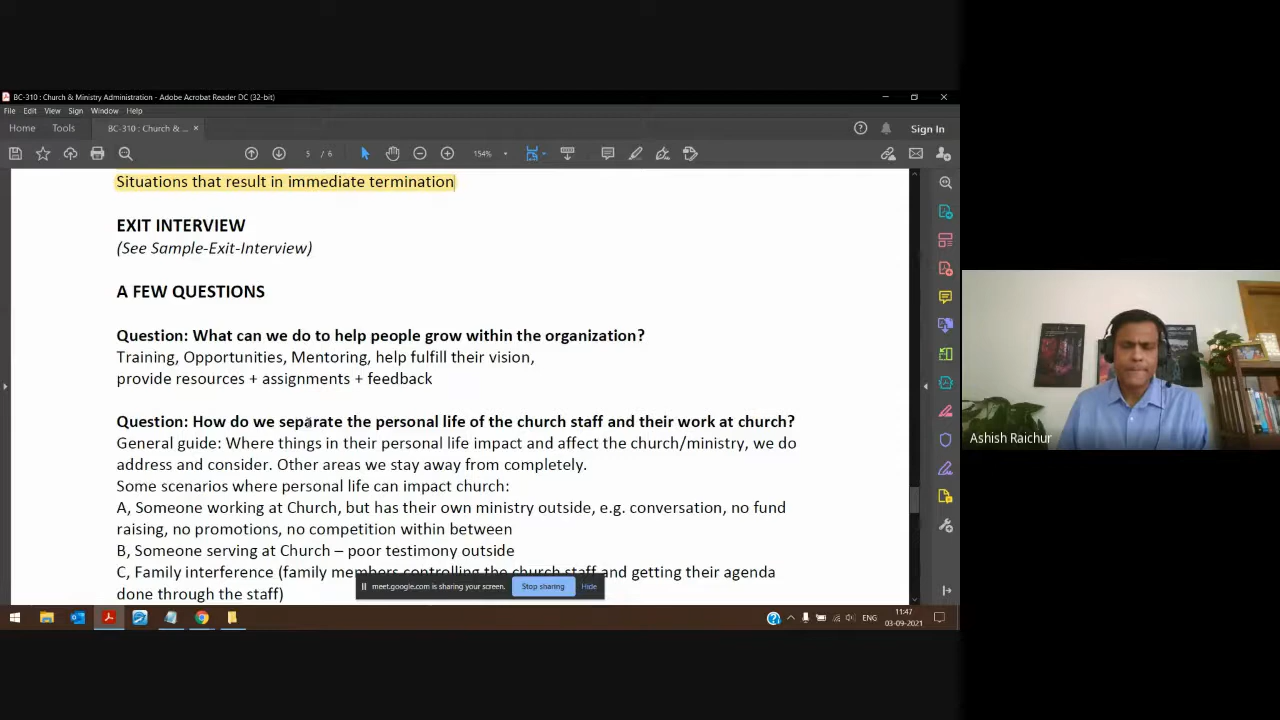 BC-310 : Church & Ministry Administration - Adobe Acrobat Reader DC (32-bit)
File Edit View Sign Window Help
Home Tools BC-310 : Church & ... × Sign In
5 / 6 154%
Situations that result in immediate termination
EXIT INTERVIEW
(See Sample-Exit-Interview)
A FEW QUESTIONS
Question: What can we do to help people grow within the organization?
Training, Opportunities, Mentoring, help fulfill their vision,
provide resources + assignments + feedback
Question: How do we separate the personal life of the church staff and their work at church?
General guide: Where things in their personal life impact and affect the church/ministry, we do
address and consider. Other areas we stay away from completely.
Some scenarios where personal life can impact church:
A, Someone working at Church, but has their own ministry outside, e.g. conversation, no fund
raising, no promotions, no competition within between
B, Someone serving at Church – poor testimony outside
C, Family interference (family members controlling the church staff and getting their agenda
done through the staff)
meet.google.com is sharing your screen. Stop sharing Hide
ENG
11:47
03-09-2021
Ashish Raichur